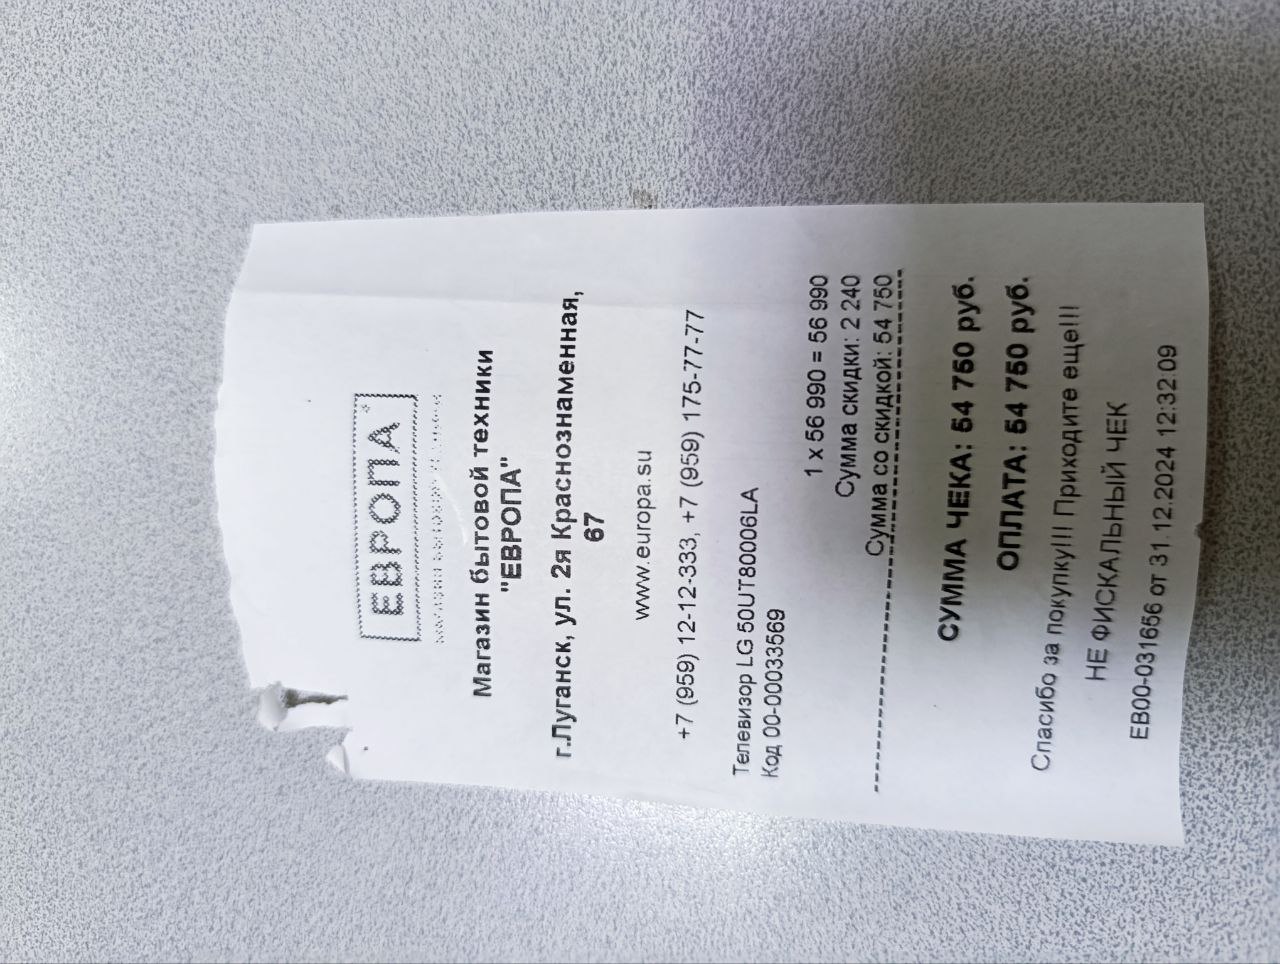 ЕВРОПА
Магазин бытовой техники
"ЕВРОПА"
г.Луганск, ул. 2я Краснознаменная,
67
www.europa.su
+7 (959) 12-12-333, +7 (959) 175-77-77
Телевизор LG 50UT80006LA
Код 00-00033569
1 x 56 990 = 56 990
Сумма скидки: 2 240
Сумма со скидкой: 54 750
СУММА ЧЕКА: 54 750 руб.
ОПЛАТА: 54 750 руб.
Спасибо за покупку!!! Приходите еще!!!
НЕ ФИСКАЛЬНЫЙ ЧЕК
ЕВ00-031656 от 31.12.2024 12:32:09